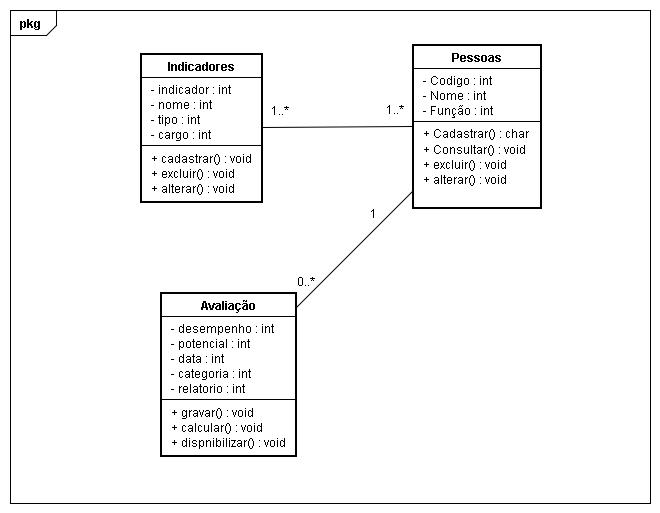 pkg
Indicadores
- indicador : int
- nome : int
- tipo : int
- cargo : int
+ cadastrar() : void
+ excluir() : void
+ alterar() : void
1..*
1..*
Pessoas
- Codigo : int
- Nome : int
- Função : int
+ Cadastrar() : char
+ Consultar() : void
+ excluir() : void
+ alterar() : void
1
0..*
Avaliação
- desempenho : int
- potencial : int
- data : int
- categoria : int
- relatorio : int
+ gravar() : void
+ calcular() : void
+ dispnibilizar() : void